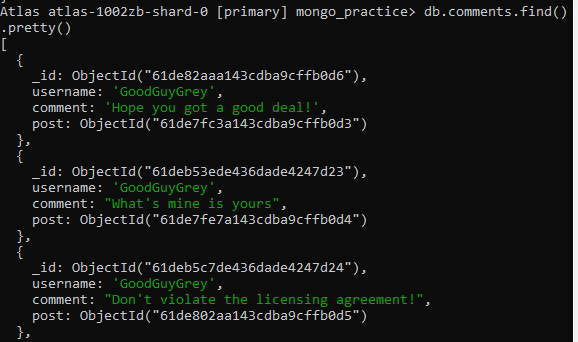 Atlas atlas-1002zb-shard-0 [primary] mongo_practice> db.comments.find()
.pretty()
[
  {
    _id: ObjectId("61de82aaa143cdba9cffb0d6"),
    username: 'GoodGuyGrey',
    comment: 'Hope you got a good deal!',
    post: ObjectId("61de7fc3a143cdba9cffb0d3")
  },
  {
    _id: ObjectId("61deb53ede436dade4247d23"),
    username: 'GoodGuyGrey',
    comment: "What's mine is yours",
    post: ObjectId("61de7fe7a143cdba9cffb0d4")
  },
  {
    _id: ObjectId("61deb5c7de436dade4247d24"),
    username: 'GoodGuyGrey',
    comment: "Don't violate the licensing agreement!",
    post: ObjectId("61de802aa143cdba9cffb0d5")
  },